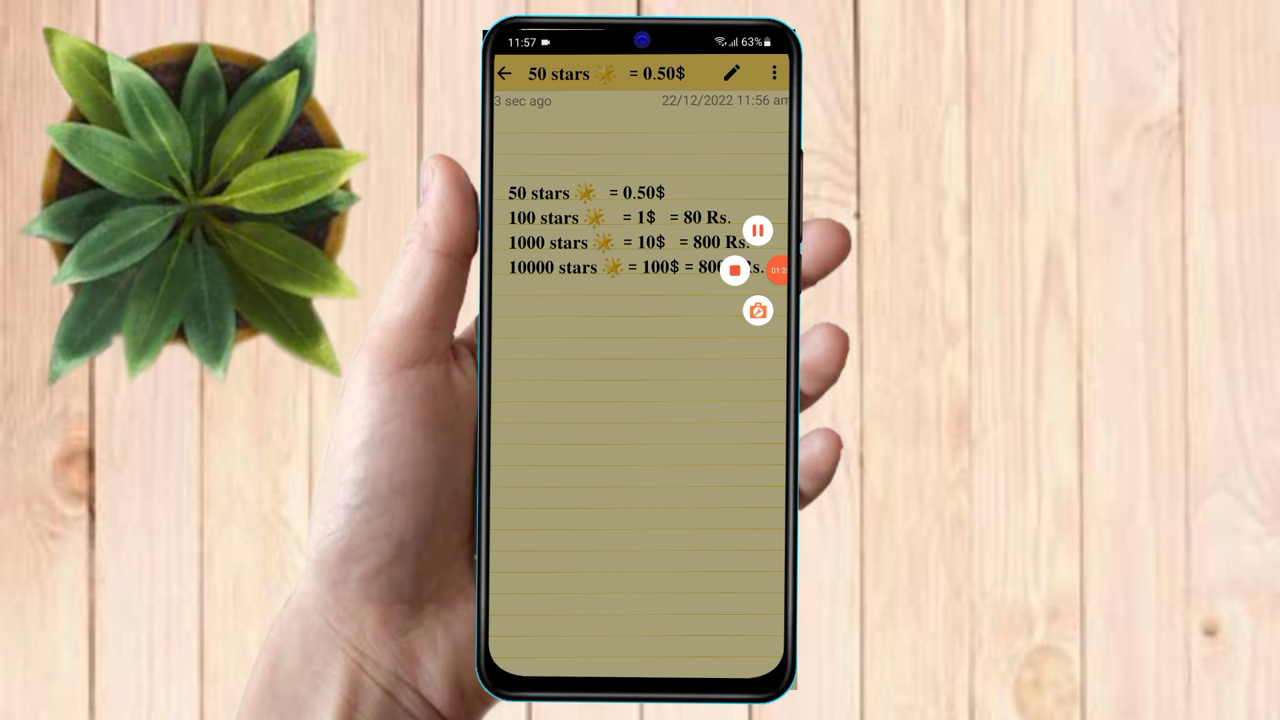 11:57 63%
50 stars 🌟 = 0.50$
3 sec ago 22/12/2022 11:56 am
50 stars 🌟 = 0.50$
100 stars 🌟 = 1$ = 80 Rs.
1000 stars 🌟 = 10$ = 800 Rs.
10000 stars 🌟 = 100$ =